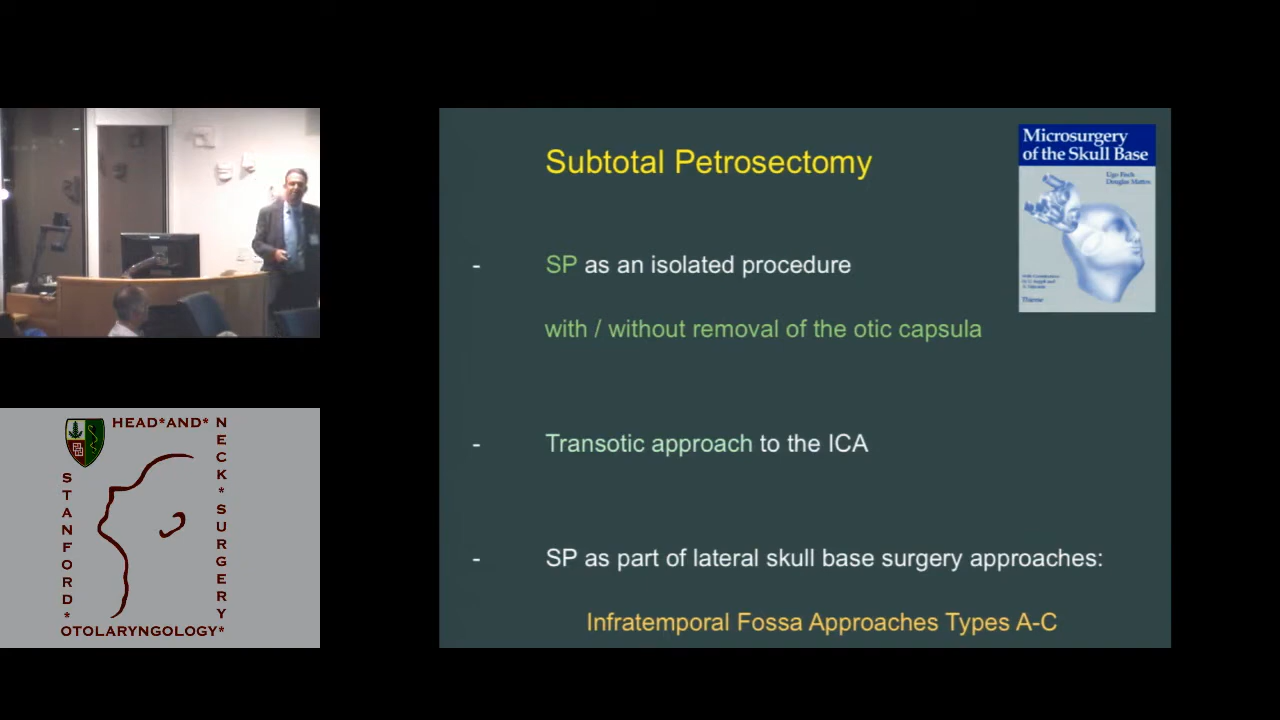 Subtotal Petrosectomy
Microsurgery
of the Skull Base
Ugo Fisch
Douglas Mattox
Thieme
- SP as an isolated procedure
with / without removal of the otic capsula
- Transotic approach to the ICA
- SP as part of lateral skull base surgery approaches:
Infratemporal Fossa Approaches Types A-C
HEAD*AND*
NECK*SURGERY*
STANFORD*
OTOLARYNGOLOGY*